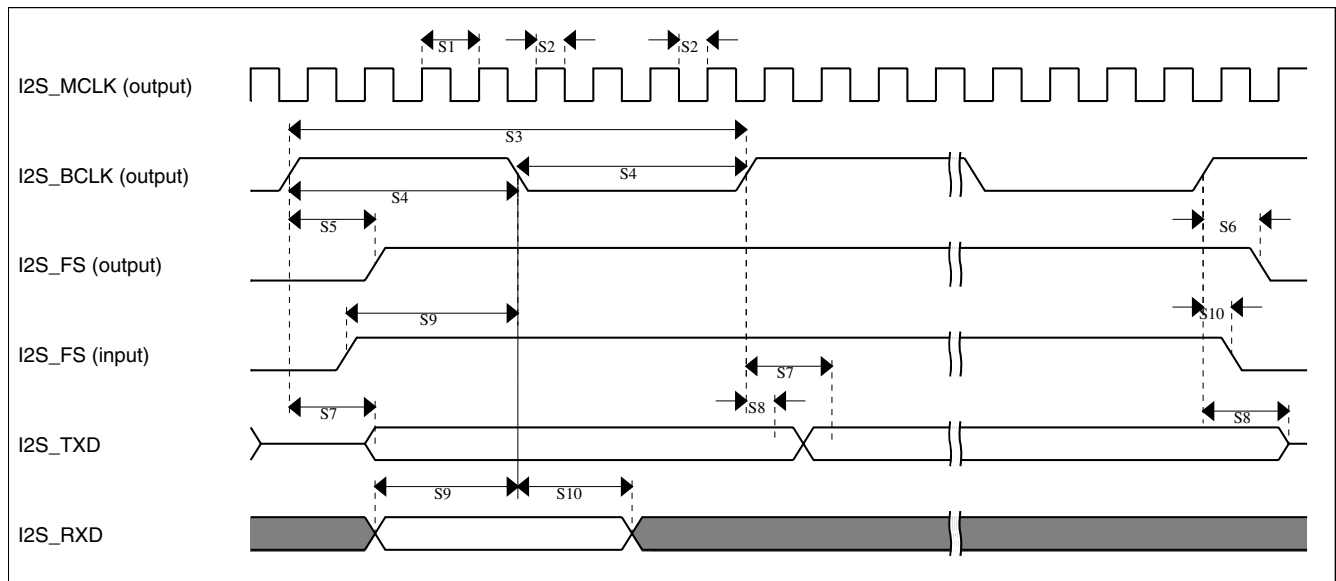 S1 S2 S2
I2S_MCLK (output)
S3
I2S_BCLK (output)
S4
S4
S5 S6
I2S_FS (output)
S9 S10
I2S_FS (input)
S7
S7 S8 S8
I2S_TXD
S9 S10
I2S_RXD